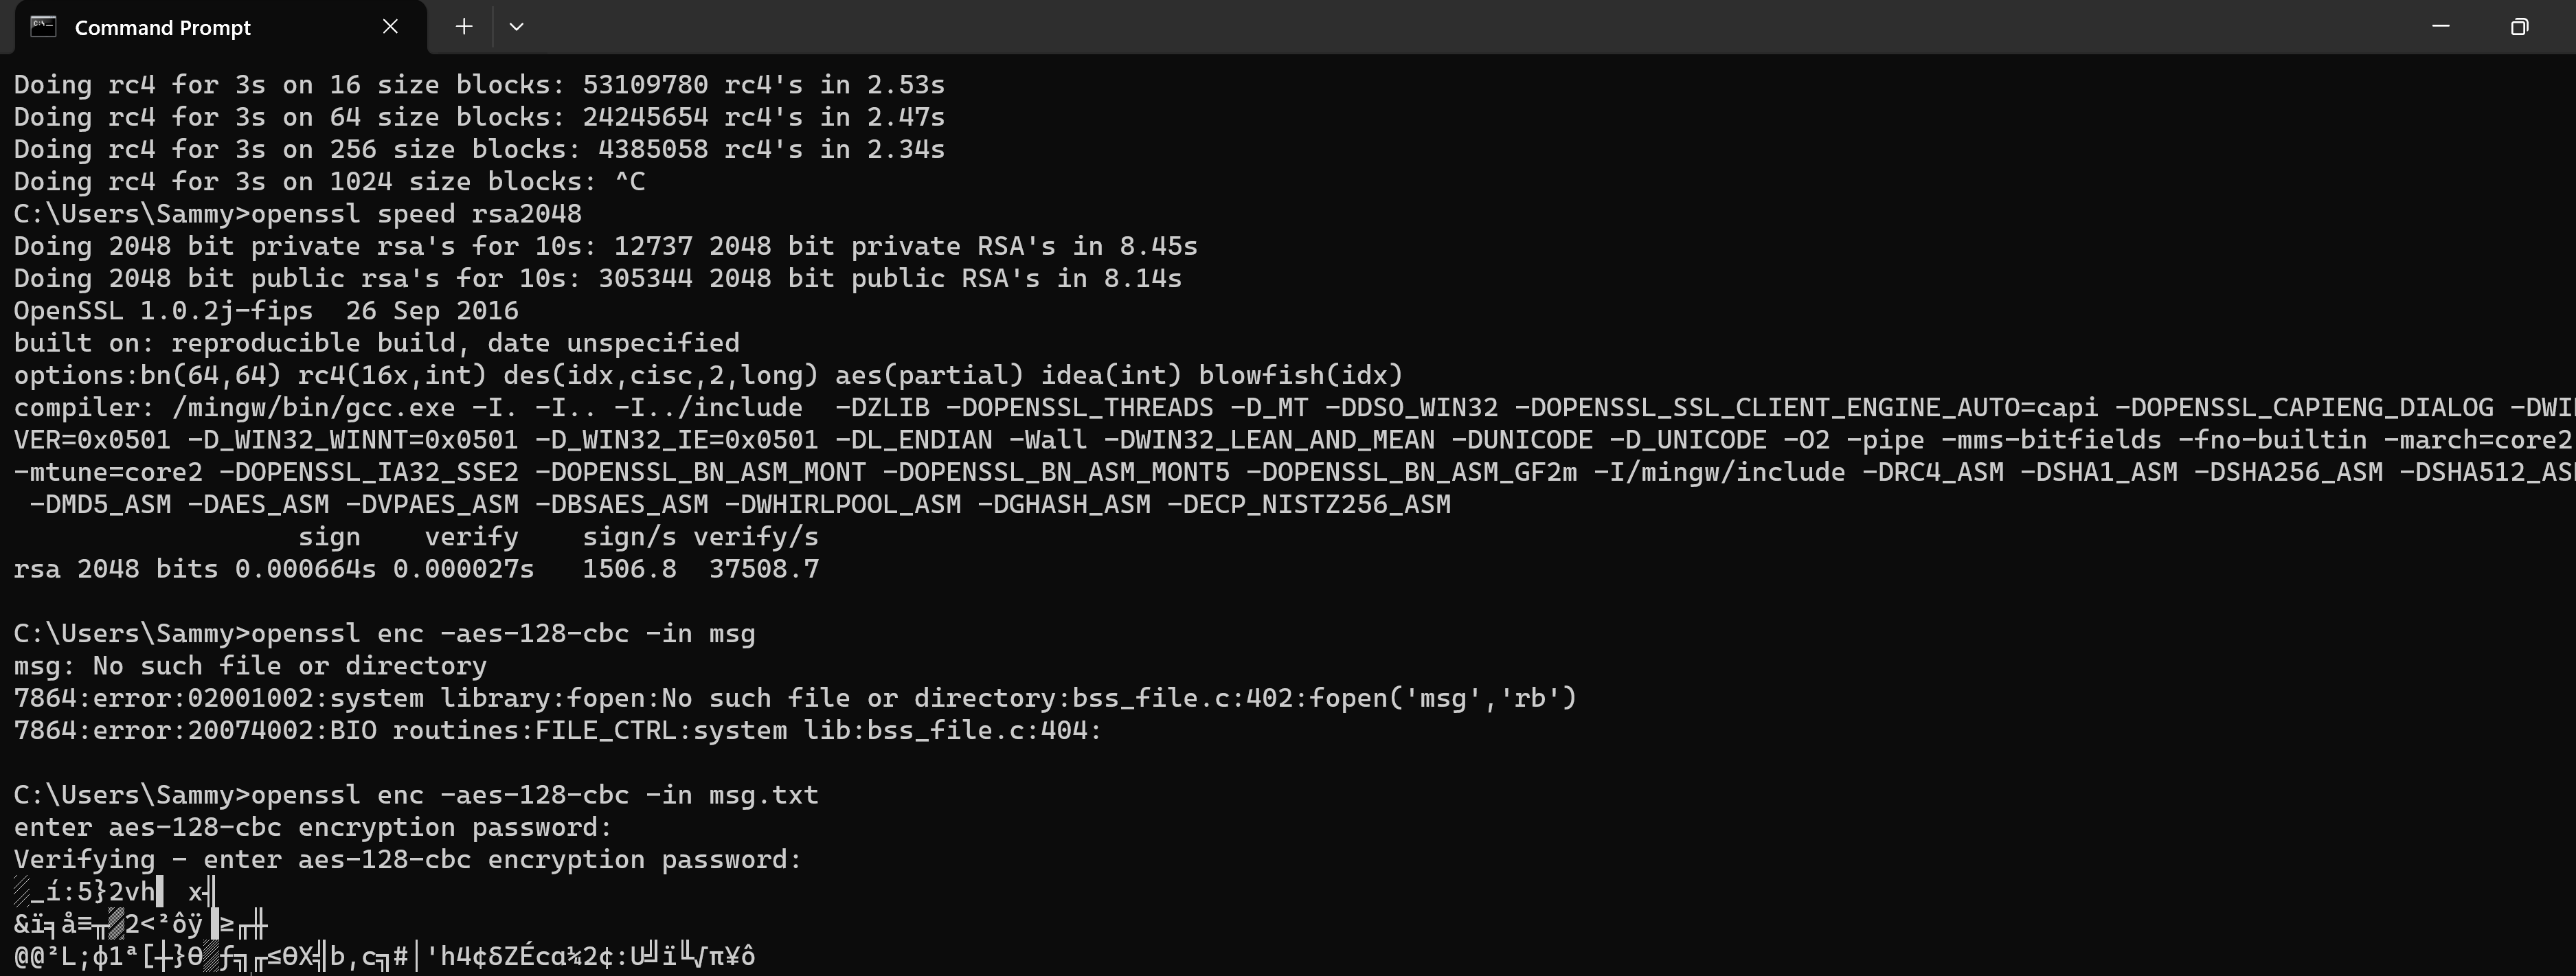 Command Prompt
Doing rc4 for 3s on 16 size blocks: 53109780 rc4's in 2.53s
Doing rc4 for 3s on 64 size blocks: 24245654 rc4's in 2.47s
Doing rc4 for 3s on 256 size blocks: 4385058 rc4's in 2.34s
Doing rc4 for 3s on 1024 size blocks: ^C
C:\Users\Sammy>openssl speed rsa2048
Doing 2048 bit private rsa's for 10s: 12737 2048 bit private RSA's in 8.45s
Doing 2048 bit public rsa's for 10s: 305344 2048 bit public RSA's in 8.14s
OpenSSL 1.0.2j-fips  26 Sep 2016
built on: reproducible build, date unspecified
options:bn(64,64) rc4(16x,int) des(idx,cisc,2,long) aes(partial) idea(int) blowfish(idx)
compiler: /mingw/bin/gcc.exe -I. -I.. -I../include  -DZLIB -DOPENSSL_THREADS -D_MT -DDSO_WIN32 -DOPENSSL_SSL_CLIENT_ENGINE_AUTO=capi -DOPENSSL_CAPIENG_DIALOG
VER=0x0501 -D_WIN32_WINNT=0x0501 -D_WIN32_IE=0x0501 -DL_ENDIAN -Wall -DWIN32_LEAN_AND_MEAN -DUNICODE -D_UNICODE -O2 -pipe -mms-bitfields -fno-builtin -march=core2
-mtune=core2 -DOPENSSL_IA32_SSE2 -DOPENSSL_BN_ASM_MONT -DOPENSSL_BN_ASM_MONT5 -DOPENSSL_BN_ASM_GF2m -I/mingw/include -DRC4_ASM -DSHA1_ASM -DSHA256_ASM
-DMD5_ASM -DAES_ASM -DVPAES_ASM -DBSAES_ASM -DWHIRLPOOL_ASM -DGHASH_ASM -DECP_NISTZ256_ASM
sign    verify    sign/s verify/s
rsa 2048 bits 0.000664s 0.000027s   1506.8  37508.7
C:\Users\Sammy>openssl enc -aes-128-cbc -in msg
msg: No such file or directory
7864:error:02001002:system library:fopen:No such file or directory:bss_file.c:402:fopen('msg','rb')
7864:error:20074002:BIO routines:FILE_CTRL:system lib:bss_file.c:404:
C:\Users\Sammy>openssl enc -aes-128-cbc -in msg.txt
enter aes-128-cbc encryption password:
Verifying - enter aes-128-cbc encryption password:
▒_í:5}2vh▌ x╣
&ï╕å≡╥▒2<²ôÿ▐≥╓╫